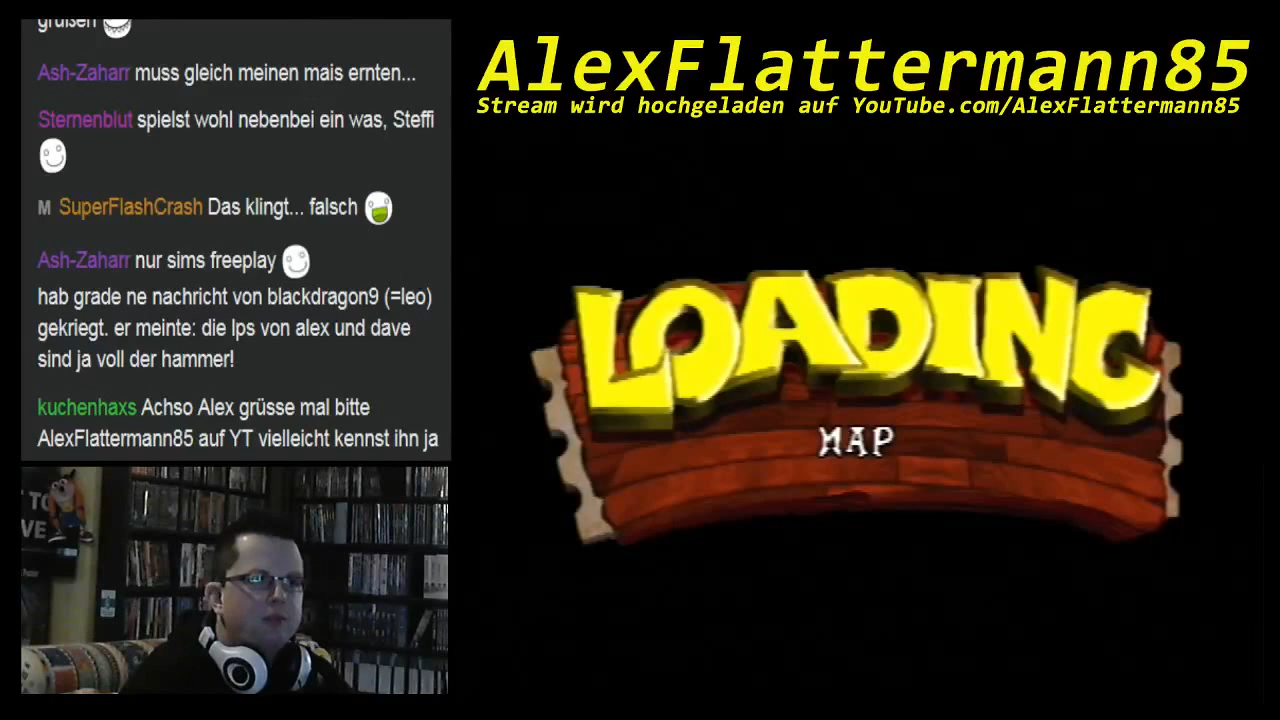 grüßen
Ash-Zaharr muss gleich meinen mais ernten...
Sternenblut spielst wohl nebenbei ein was, Steffi
M SuperFlashCrash Das klingt... falsch
Ash-Zaharr nur sims freeplay
hab grade ne nachricht von blackdragon9 (=leo)
gekriegt. er meinte: die lps von alex und dave
sind ja voll der hammer!
kuchenhaxs Achso Alex grüsse mal bitte
AlexFlattermann85 auf YT vielleicht kennst ihn ja
AlexFlattermann85
Stream wird hochgeladen auf YouTube.com/AlexFlattermann85
LOADING
MAP